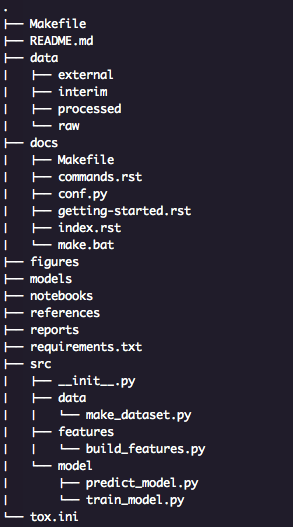 .
├── Makefile
├── README.md
├── data
│   ├── external
│   ├── interim
│   ├── processed
│   └── raw
├── docs
│   ├── Makefile
│   ├── commands.rst
│   ├── conf.py
│   ├── getting-started.rst
│   ├── index.rst
│   └── make.bat
├── figures
├── models
├── notebooks
├── references
├── reports
├── requirements.txt
├── src
│   ├── __init__.py
│   ├── data
│   │   └── make_dataset.py
│   ├── features
│   │   └── build_features.py
│   └── model
│       ├── predict_model.py
│       └── train_model.py
└── tox.ini